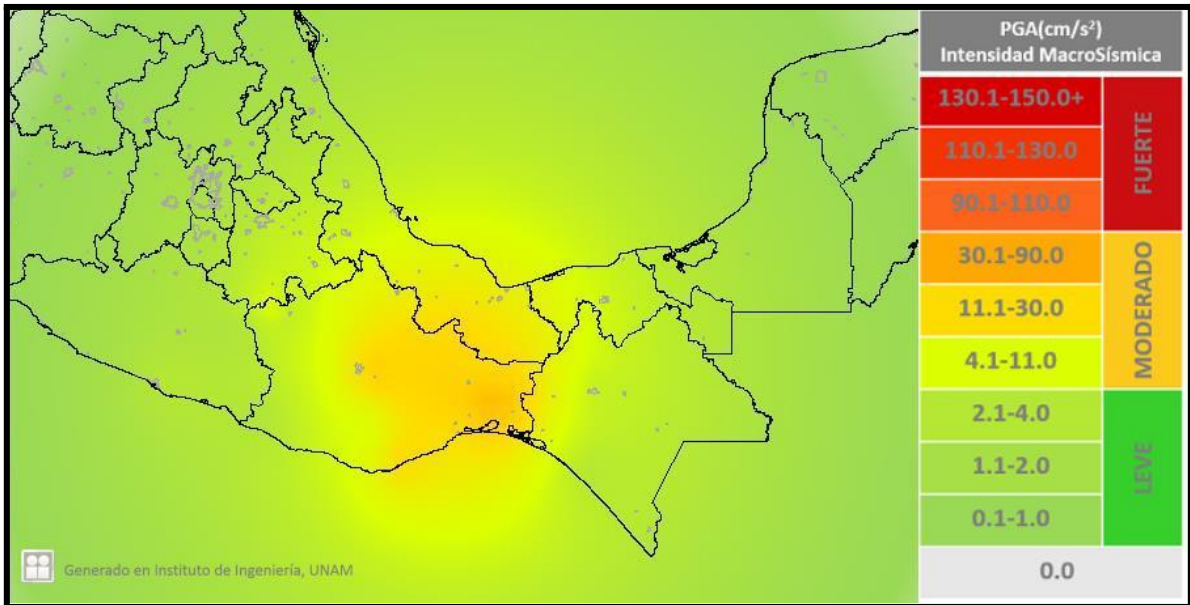 PGA(cm/s²)
Intensidad MacroSísmica
130.1-150.0+
110.1-130.0
90.1-110.0
FUERTE
30.1-90.0
11.1-30.0
4.1-11.0
MODERADO
2.1-4.0
1.1-2.0
0.1-1.0
LEVE
0.0
Generado en Instituto de Ingeniería, UNAM